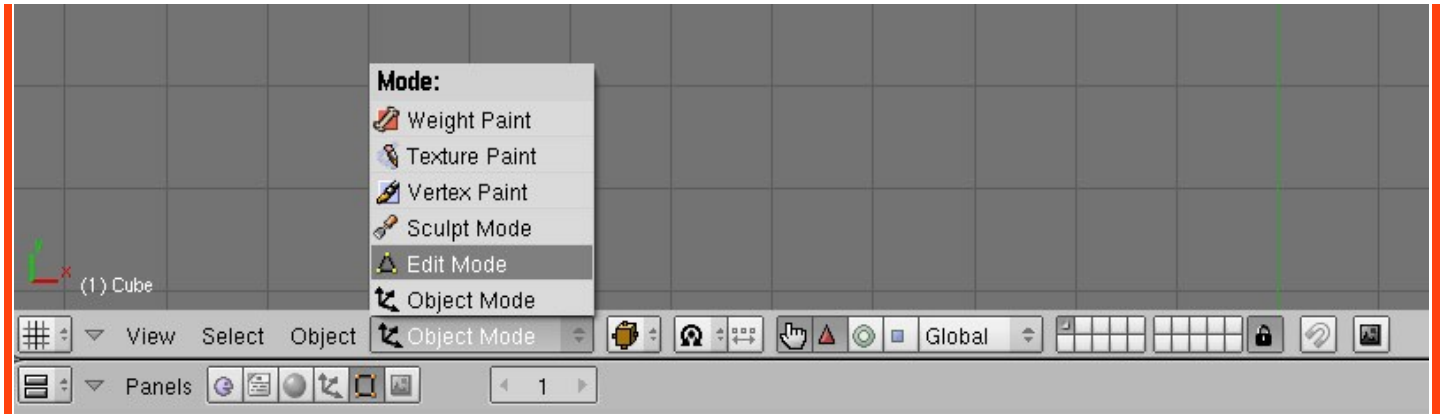 Mode:
Weight Paint
Texture Paint
Vertex Paint
Sculpt Mode
Edit Mode
Object Mode
y
x
(1) Cube
View Select Object Object Mode Global
Panels 1